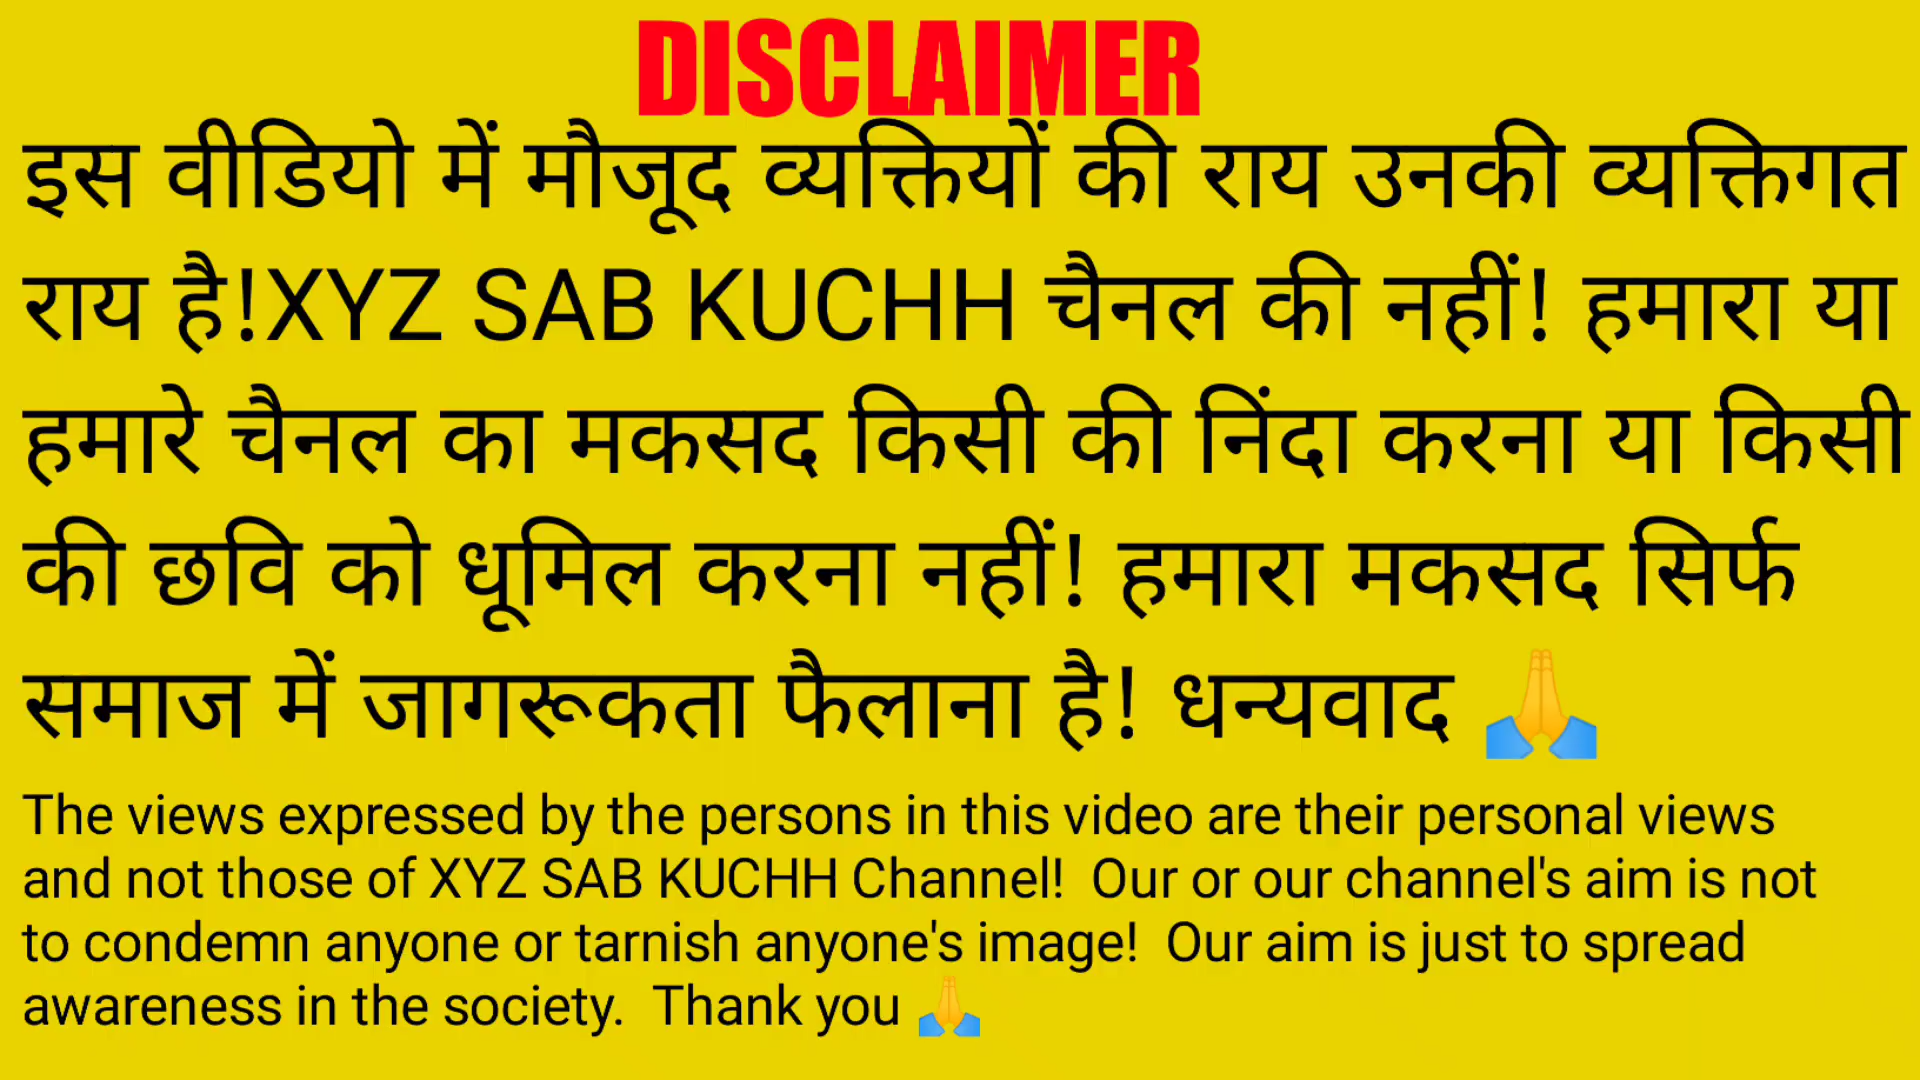 DISCLAIMER
इस वीडियो में मौजूद व्यक्तियों की राय उनकी व्यक्तिगत
राय है!XYZ SAB KUCHH चैनल की नहीं! हमारा या
हमारे चैनल का मकसद किसी की निंदा करना या किसी
की छवि को धूमिल करना नहीं! हमारा मकसद सिर्फ
समाज में जागरूकता फैलाना है! धन्यवाद 🙏
The views expressed by the persons in this video are their personal views
and not those of XYZ SAB KUCHH Channel!  Our or our channel's aim is not
to condemn anyone or tarnish anyone's image!  Our aim is just to spread
awareness in the society.  Thank you 🙏